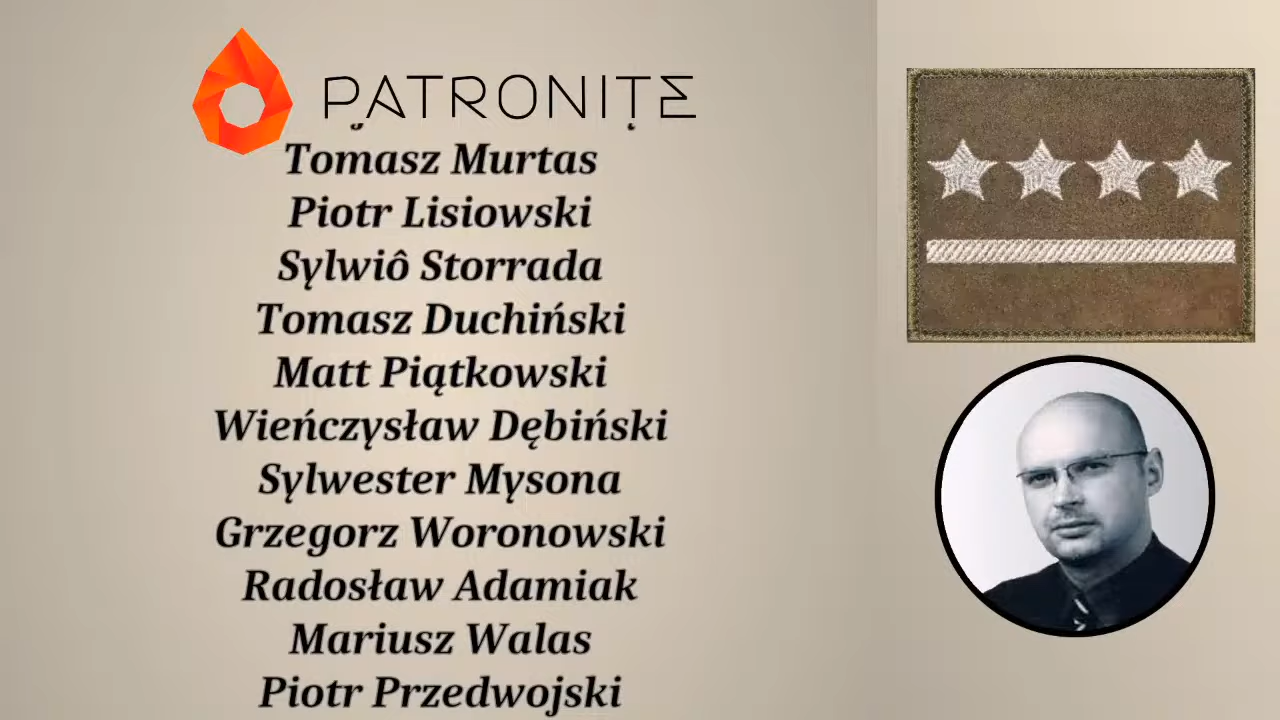 PATRONITE
Tomasz Murtas
Piotr Lisiowski
Sylwiô Storrada
Tomasz Duchiński
Matt Piątkowski
Wieńczysław Dębiński
Sylwester Mysona
Grzegorz Woronowski
Radosław Adamiak
Mariusz Walas
Piotr Przedwojski